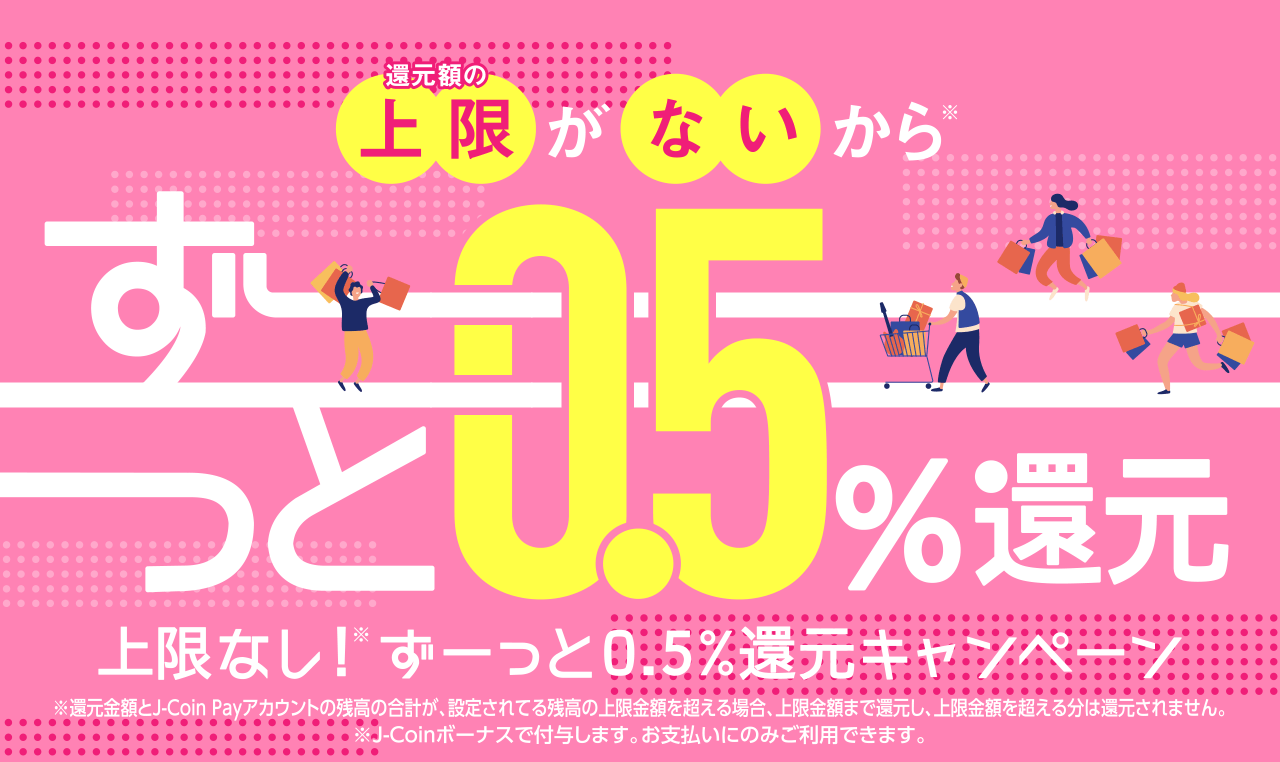 還元額の
上限がないから※
ずーっと0.5%還元
上限なし!※ずーっと0.5%還元キャンペーン
※還元金額とJ-Coin Payアカウントの残高の合計が、設定されてる残高の上限金額を超える場合、上限金額まで還元し、上限金額を超える分は還元されません。
※J-Coinボーナスで付与します。お支払いにのみご利用できます。